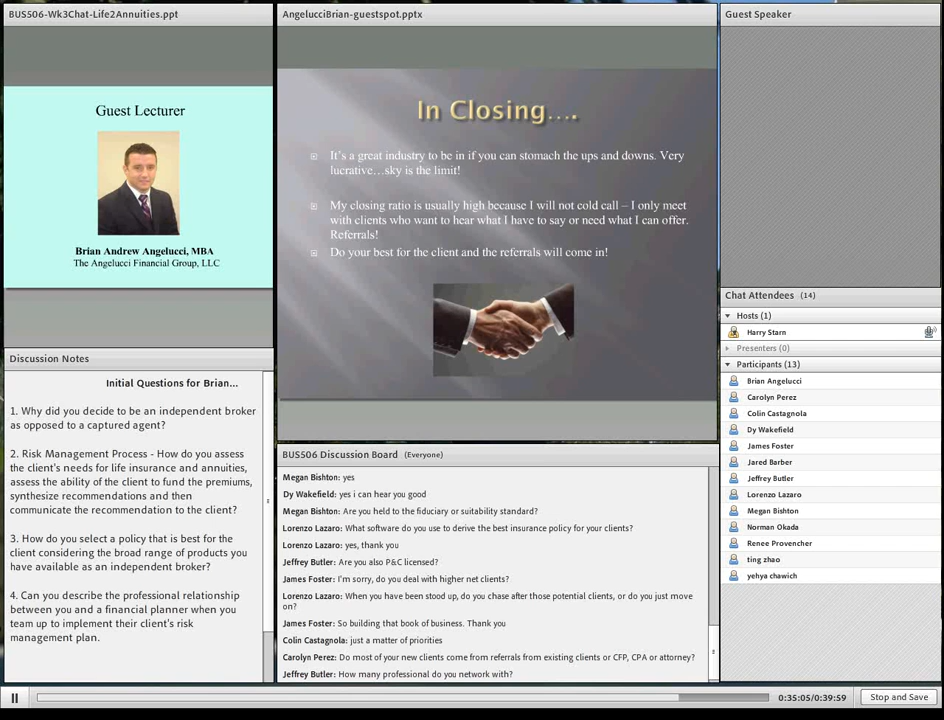 BUS506-Wk3Chat-Life2Annuities.ppt
Guest Lecturer
Brian Andrew Angelucci, MBA
The Angelucci Financial Group, LLC
Discussion Notes
Initial Questions for Brian...
1. Why did you decide to be an independent broker
as opposed to a captured agent?
2. Risk Management Process - How do you assess
the client's needs for life insurance and annuities,
assess the ability of the client to fund the premiums,
synthesize recommendations and then
communicate the recommendation to the client?
3. How do you select a policy that is best for the
client considering the broad range of products you
have available as an independent broker?
4. Can you describe the professional relationship
between you and a financial planner when you
team up to implement their client's risk
management plan.
AngelucciBrian-guestspot.pptx
In Closing....
It's a great industry to be in if you can stomach the ups and downs. Very
lucrative…sky is the limit!
My closing ratio is usually high because I will not cold call – I only meet
with clients who want to hear what I have to say or need what I can offer.
Referrals!
Do your best for the client and the referrals will come in!
BUS506 Discussion Board (Everyone)
Megan Bishton: yes
Dy Wakefield: yes i can hear you good
Megan Bishton: Are you held to the fiduciary or suitability standard?
Lorenzo Lazaro: What software do you use to derive the best insurance policy for your clients?
Lorenzo Lazaro: yes, thank you
Jeffrey Butler: Are you also P&C licensed?
James Foster: I'm sorry, do you deal with higher net clients?
Lorenzo Lazaro: When you have been stood up, do you chase after those potential clients, or do you just move
on?
James Foster: So building that book of business. Thank you
Colin Castagnola: just a matter of priorities
Carolyn Perez: Do most of your new clients come from referrals from existing clients or CFP, CPA or attorney?
Jeffrey Butler: How many professional do you network with?
Guest Speaker
Chat Attendees (14)
Hosts (1)
Harry Starn
Presenters (0)
Participants (13)
Brian Angelucci
Carolyn Perez
Colin Castagnola
Dy Wakefield
James Foster
Jared Barber
Jeffrey Butler
Lorenzo Lazaro
Megan Bishton
Norman Okada
Renee Provencher
ting zhao
yehya chawich
0:35:05/0:39:59
Stop and Save